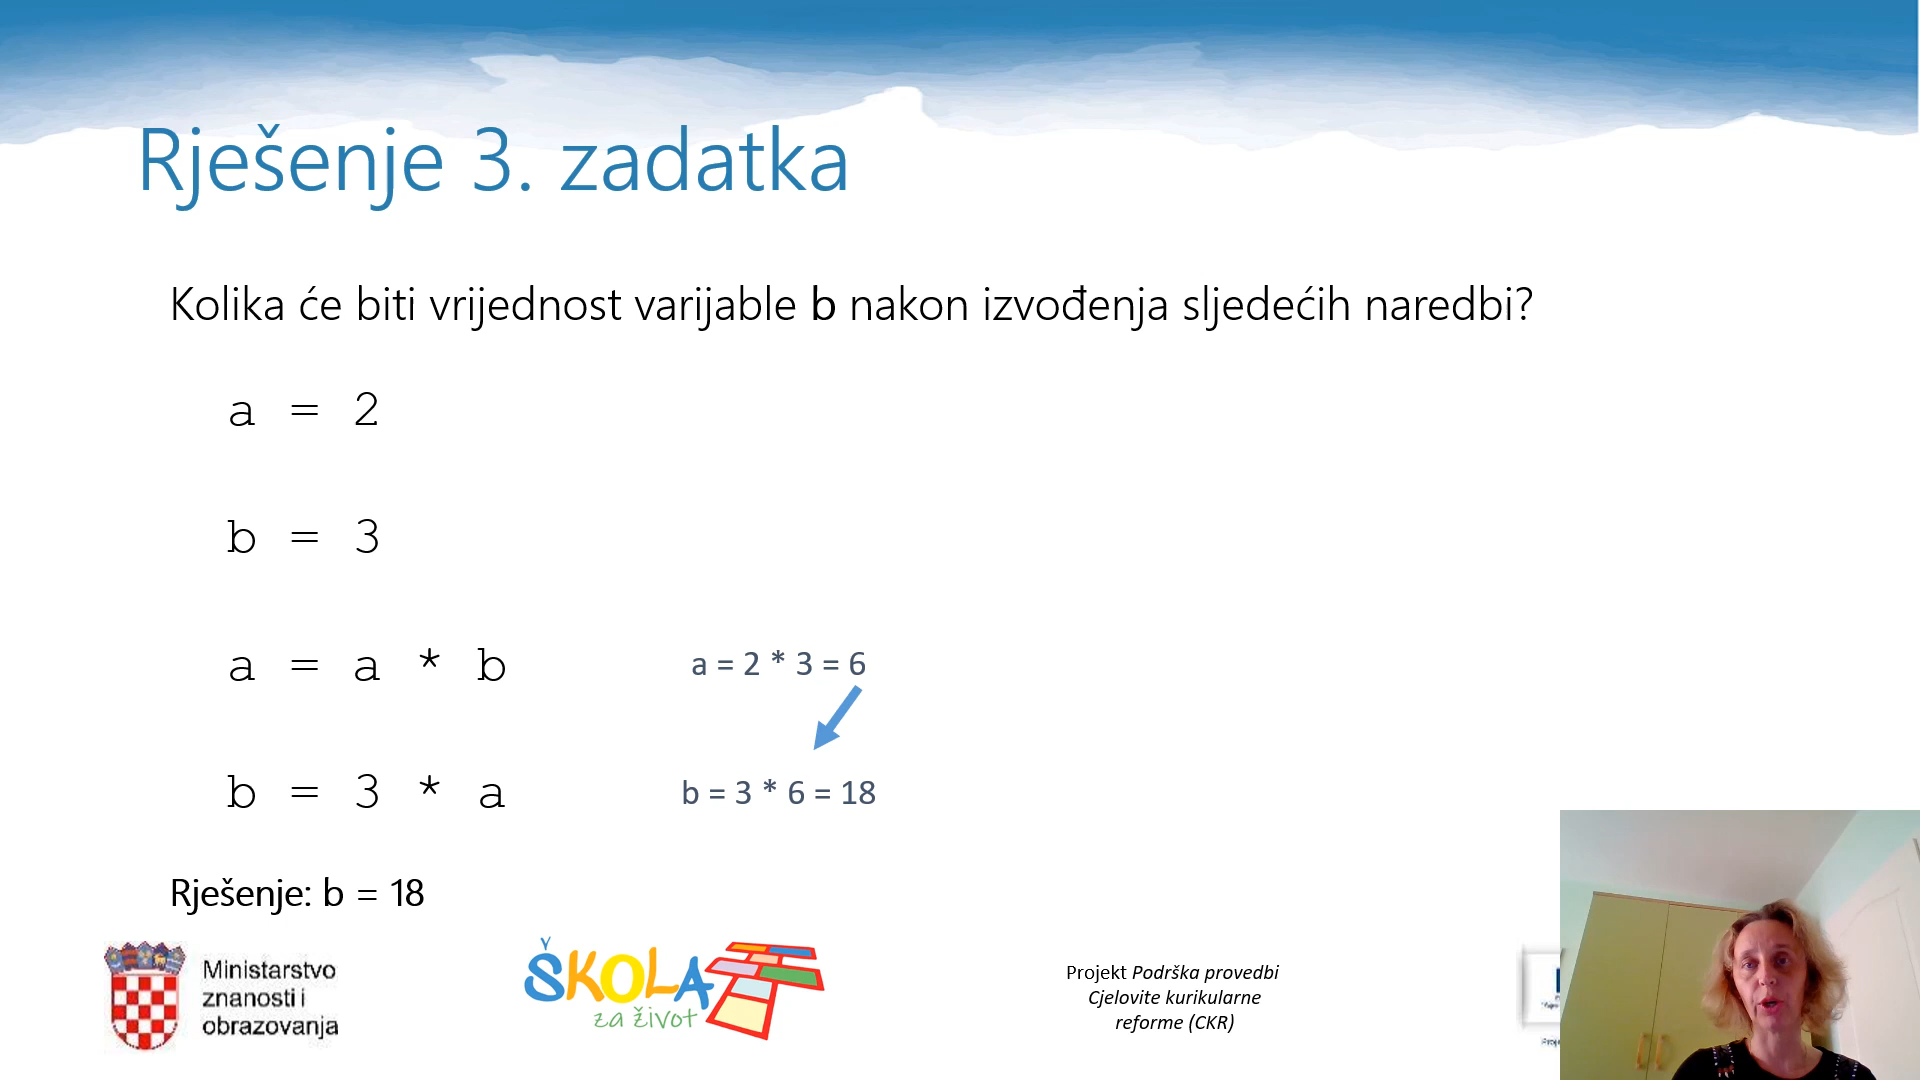 Rješenje 3. zadatka
Kolika će biti vrijednost varijable b nakon izvođenja sljedećih naredbi?
a = 2
b = 3
a = a * b
a = 2 * 3 = 6
b = 3 * a
b = 3 * 6 = 18
Rješenje: b = 18
Ministarstvo
znanosti i
obrazovanja
ŠKOLA
za život
Projekt Podrška provedbi
Cjelovite kurikularne
reforme (CKR)